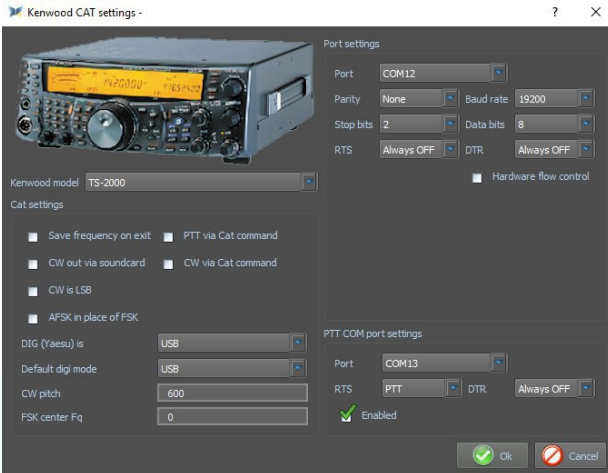 Kenwood CAT settings - ? ×
Port settings
Port COM12
Parity None Baud rate 19200
Stop bits 2 Data bits 8
RTS Always OFF DTR Always OFF
Hardware flow control
Kenwood model TS-2000
Cat settings
Save frequency on exit PTT via Cat command
CW out via soundcard CW via Cat command
CW is LSB
AFSK in place of FSK
DIG (Yaesu) is USB
Default digi mode USB
CW pitch 600
FSK center Fq 0
PTT COM port settings
Port COM13
RTS PTT DTR Always OFF
Enabled
Ok Cancel